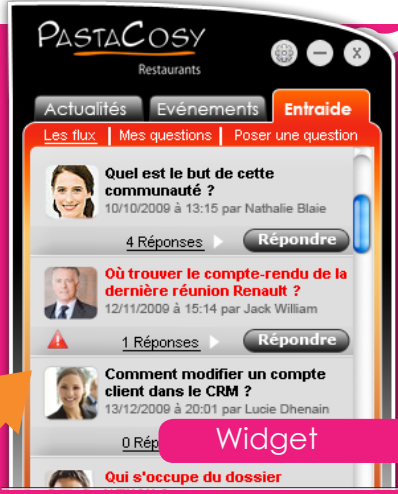 PASTACOSY
Restaurants
X
Actualités Evénements Entraide
Les flux | Mes questions | Poser une question
Quel est le but de cette
communauté ?
10/10/2009 à 13:15 par Nathalie Blaie
4 Réponses Répondre
Où trouver le compte-rendu de la
dernière réunion Renault ?
12/11/2009 à 15:14 par Jack William
1 Réponses Répondre
Comment modifier un compte
client dans le CRM ?
13/12/2009 à 20:01 par Lucie Dhenain
0 Rép
Widget
Qui s'occupe du dossier